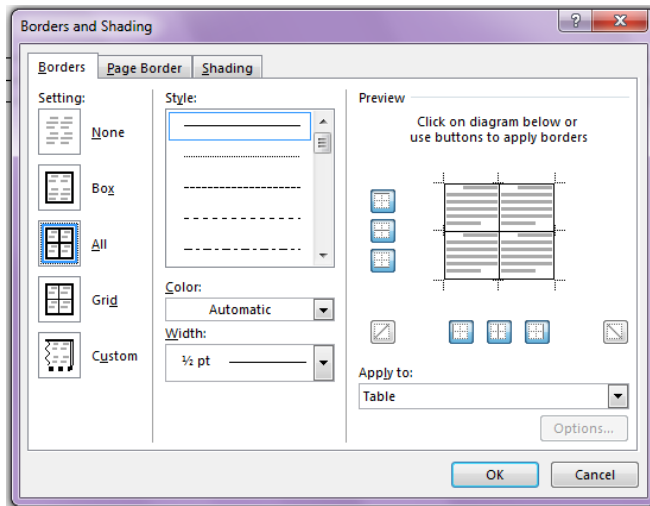 Borders and Shading
?
Borders Page Border Shading
Setting:
None
Box
All
Grid
Custom
Style:
Color:
Automatic
Width:
½ pt
Preview
Click on diagram below or
use buttons to apply borders
Apply to:
Table
Options...
OK Cancel